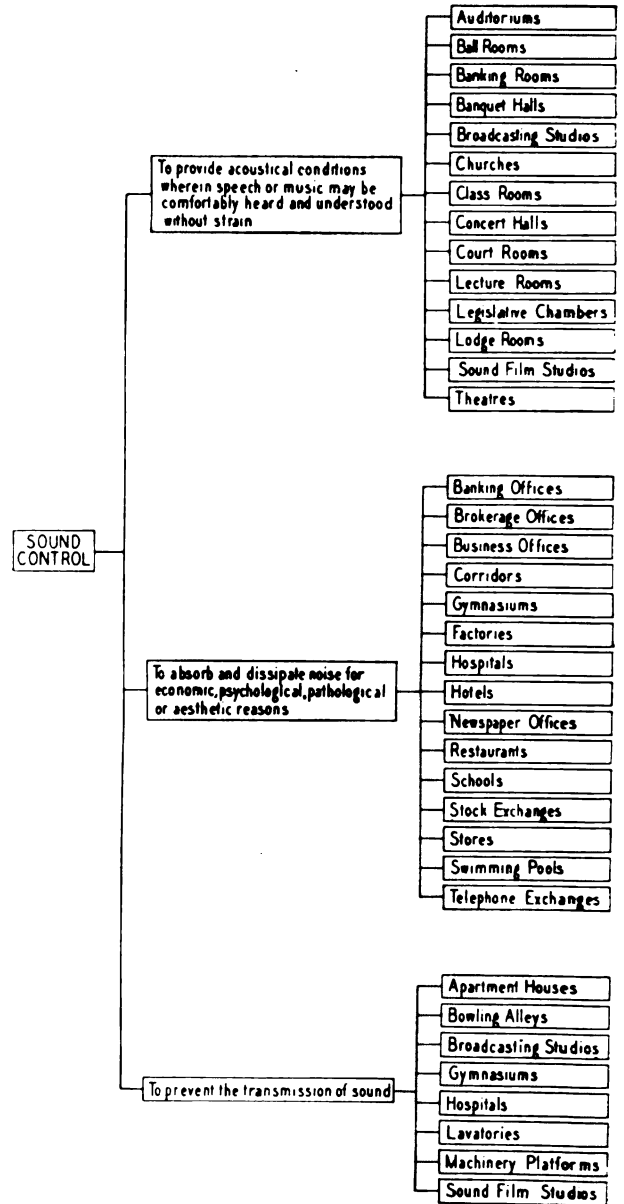 SOUND
CONTROL
To provide acoustical conditions
wherein speech or music may be
comfortably heard and understood
without strain
Auditoriums
Ball Rooms
Banking Rooms
Banquet Halls
Broadcasting Studios
Churches
Class Rooms
Concert Halls
Court Rooms
Lecture Rooms
Legislative Chambers
Lodge Rooms
Sound Film Studios
Theatres
To absorb and dissipate noise for
economic, psychological, pathological
or aesthetic reasons
Banking Offices
Brokerage Offices
Business Offices
Corridors
Gymnasiums
Factories
Hospitals
Hotels
Newspaper Offices
Restaurants
Schools
Stock Exchanges
Stores
Swimming Pools
Telephone Exchanges
To prevent the transmission of sound
Apartment Houses
Bowling Alleys
Broadcasting Studios
Gymnasiums
Hospitals
Lavatories
Machinery Platforms
Sound Film Studios